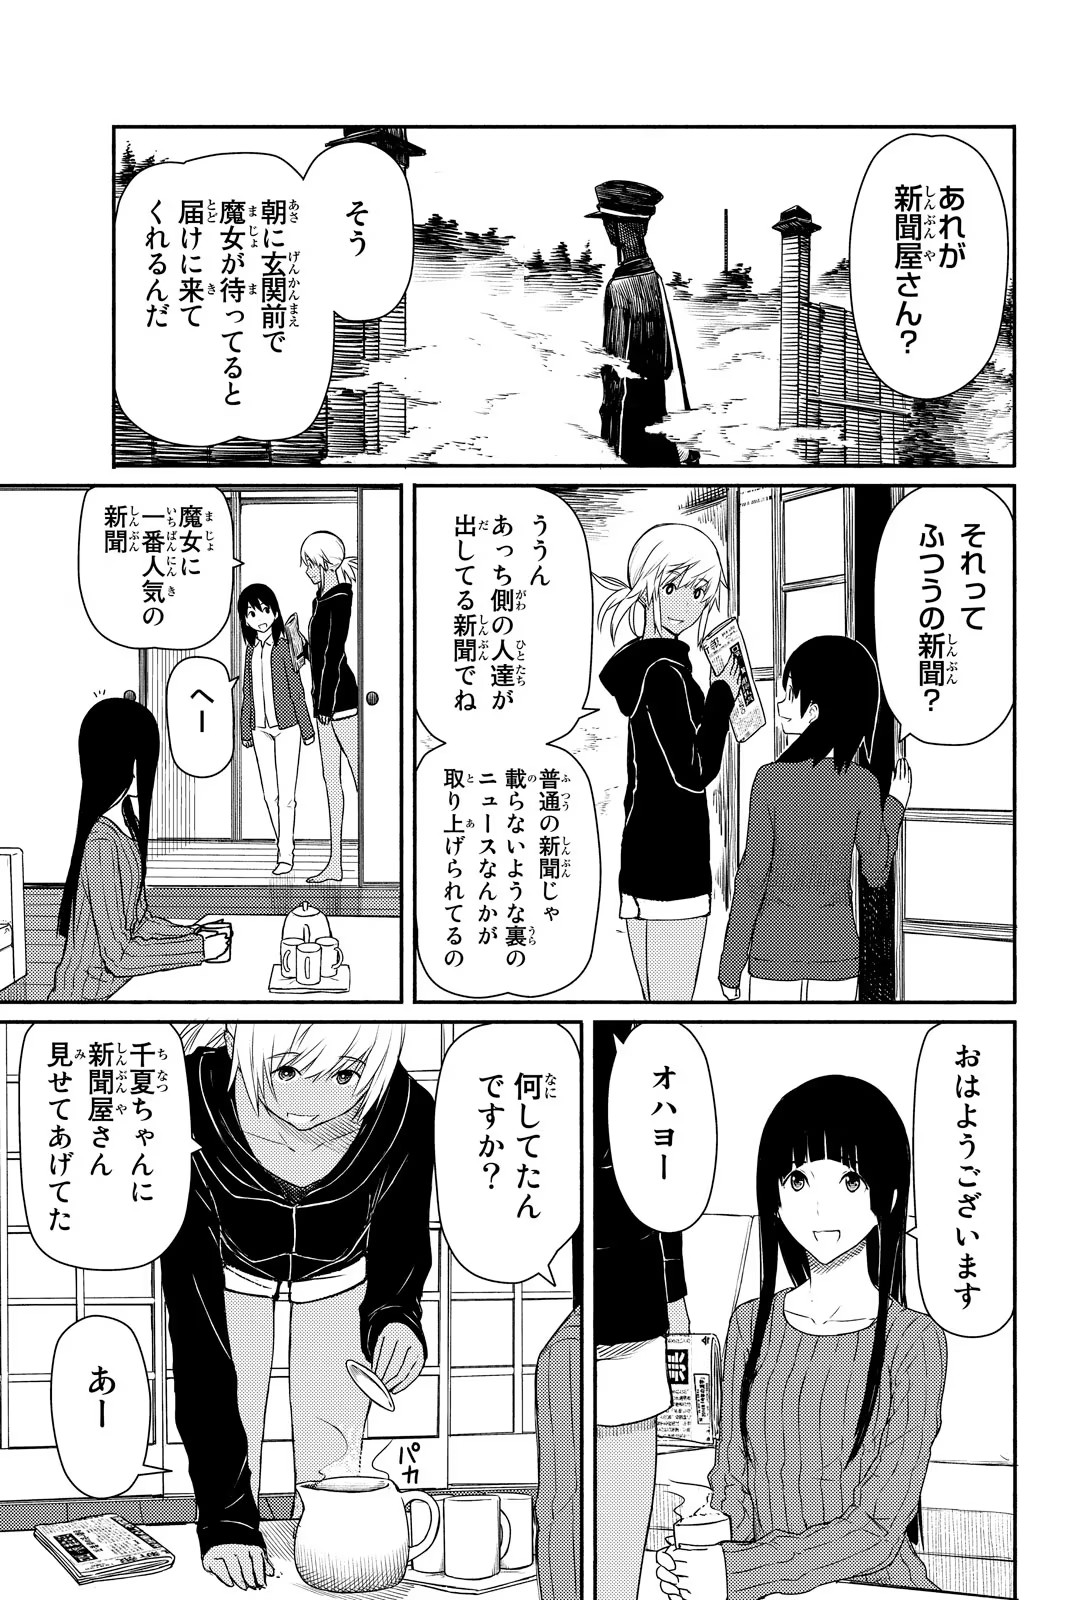 あれが
新聞屋さん？
そう
朝に玄関前で
魔女が待ってると
届けに来て
くれるんだ
それって
ふつうの新聞？
ううん
あっち側の人達が
出してる新聞でね
普通の新聞じゃ
載らないような裏の
ニュースなんかが
取り上げられてるの
魔女に
一番人気の
新聞
へー
おはようございます
オハヨー
何してたん
ですか？
パカ
千夏ちゃんに
新聞屋さん
見せてあげてた
あー